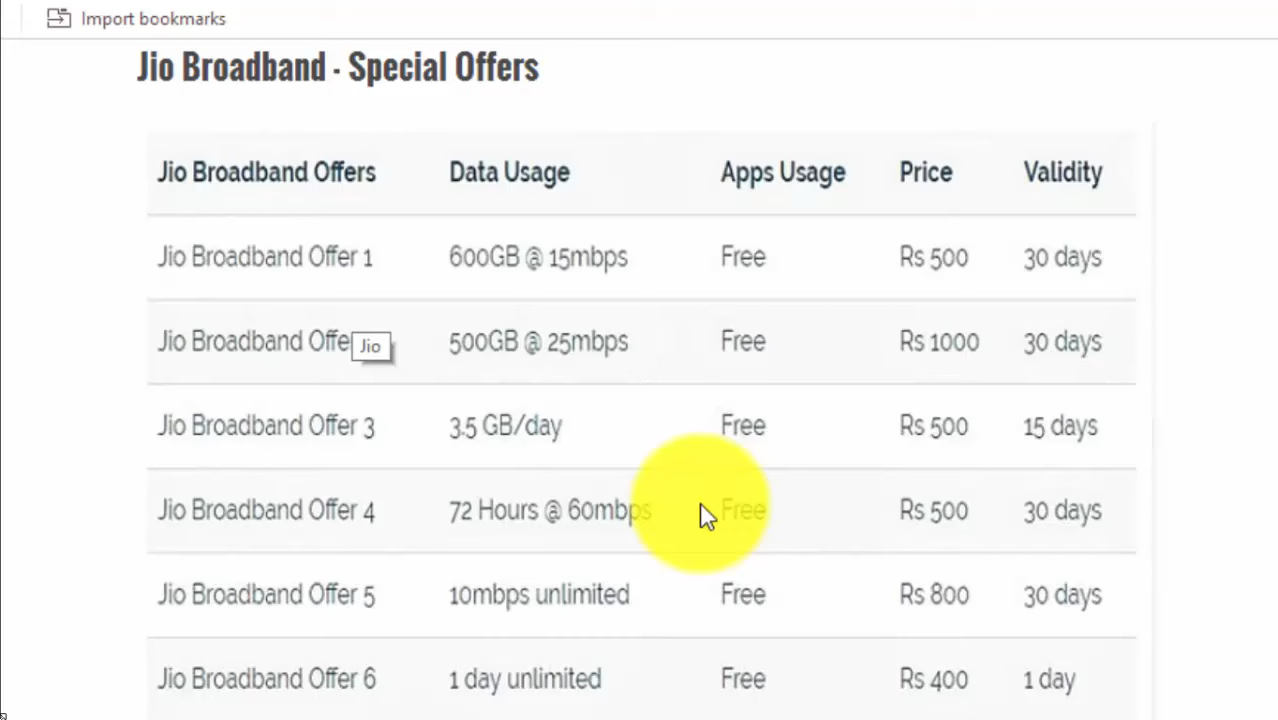 Import bookmarks
Jio Broadband - Special Offers
Jio Broadband Offers Data Usage Apps Usage Price Validity
Jio Broadband Offer 1 600GB @ 15mbps Free Rs 500 30 days
Jio Broadband Offe Jio 500GB @ 25mbps Free Rs 1000 30 days
Jio Broadband Offer 3 3.5 GB/day Free Rs 500 15 days
Jio Broadband Offer 4 72 Hours @ 60mbps Free Rs 500 30 days
Jio Broadband Offer 5 10mbps unlimited Free Rs 800 30 days
Jio Broadband Offer 6 1 day unlimited Free Rs 400 1 day